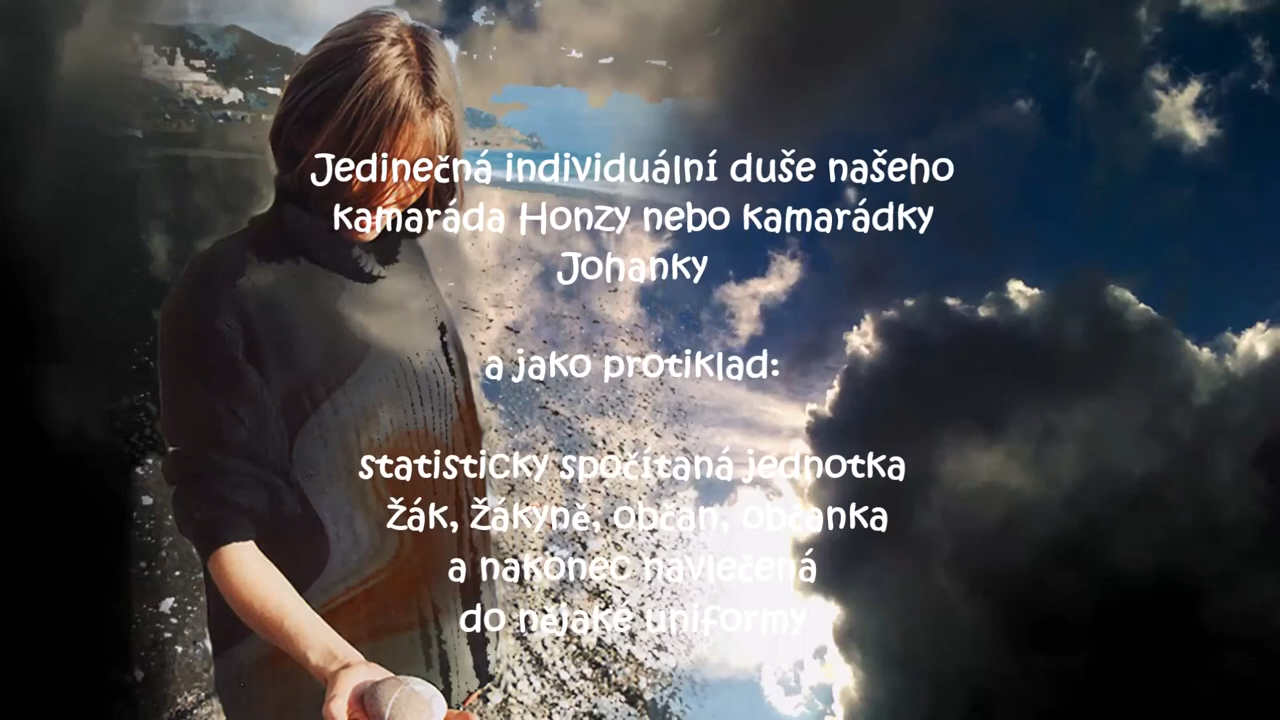 Jedinečná individuální duše našeho
kamaráda Honzy nebo kamarádky
Johanky
a jako protiklad:
statisticky spočítaná jednotka
žák, žákyně, občan, občanka
a nakonec navlečená
do nějaké uniformy